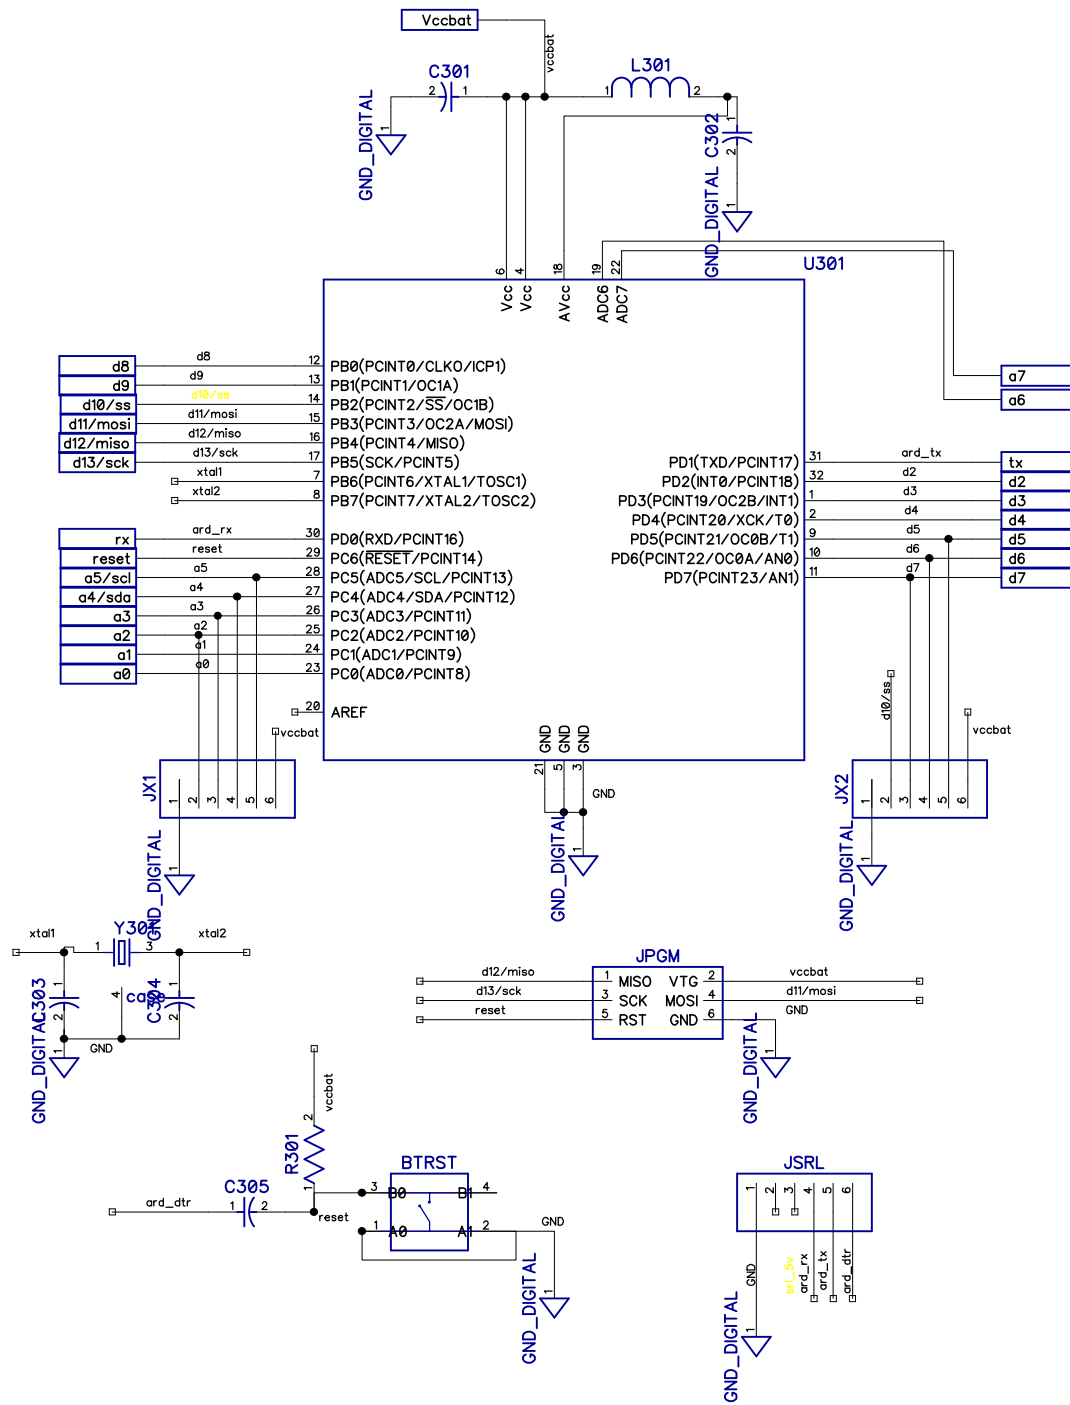 Vccbat
vccbat
C301
2
1
L301
1
2
GND_DIGITAL
1
C302
1
2
GND_DIGITAL
1
U301
6
4
18
19
22
Vcc
Vcc
AVcc
ADC6
ADC7
a7
a6
d8 d8 12 PB0(PCINT0/CLKO/ICP1)
d9 d9 13 PB1(PCINT1/OC1A)
d10/ss d10/ss 14 PB2(PCINT2/SS/OC1B)
d11/mosi d11/mosi 15 PB3(PCINT3/OC2A/MOSI)
d12/miso d12/miso 16 PB4(PCINT4/MISO)
d13/sck d13/sck 17 PB5(SCK/PCINT5)
xtal1 7 PB6(PCINT6/XTAL1/TOSC1)
xtal2 8 PB7(PCINT7/XTAL2/TOSC2)
rx ard_rx 30 PD0(RXD/PCINT16)
reset reset 29 PC6(RESET/PCINT14)
a5/scl a5 28 PC5(ADC5/SCL/PCINT13)
a4/sda a4 27 PC4(ADC4/SDA/PCINT12)
a3 a3 26 PC3(ADC3/PCINT11)
a2 a2 25 PC2(ADC2/PCINT10)
a1 a1 24 PC1(ADC1/PCINT9)
a0 a0 23 PC0(ADC0/PCINT8)
20 AREF
PD1(TXD/PCINT17) 31 ard_tx tx
PD2(INT0/PCINT18) 32 d2 d2
PD3(PCINT19/OC2B/INT1) 1 d3 d3
PD4(PCINT20/XCK/T0) 2 d4 d4
PD5(PCINT21/OC0B/T1) 9 d5 d5
PD6(PCINT22/OC0A/AN0) 10 d6 d6
PD7(PCINT23/AN1) 11 d7 d7
GND
GND
GND
21
5
3
GND
GND_DIGITAL
1
JX1
1
2
3
4
5
6
vccbat
GND_DIGITAL
1
JX2
1
2
3
4
5
6
d10/ss
vccbat
GND_DIGITAL
1
xtal1
Y301
1
3
xtal2
4
case
C303
1
2
C304
1
2
GND
GND_DIGITAL
1
JPGM
d12/miso 1 MISO VTG 2 vccbat
d13/sck 3 SCK MOSI 4 d11/mosi
reset 5 RST GND 6 GND
GND_DIGITAL
1
vccbat
2
R301
1
ard_dtr
C305
1
2
reset
BTRST
3 B0 B1 4
1 A0 A1 2
GND
GND_DIGITAL
1
JSRL
1
2
3
4
5
6
GND
srl_5v
ard_rx
ard_tx
ard_dtr
GND_DIGITAL
1